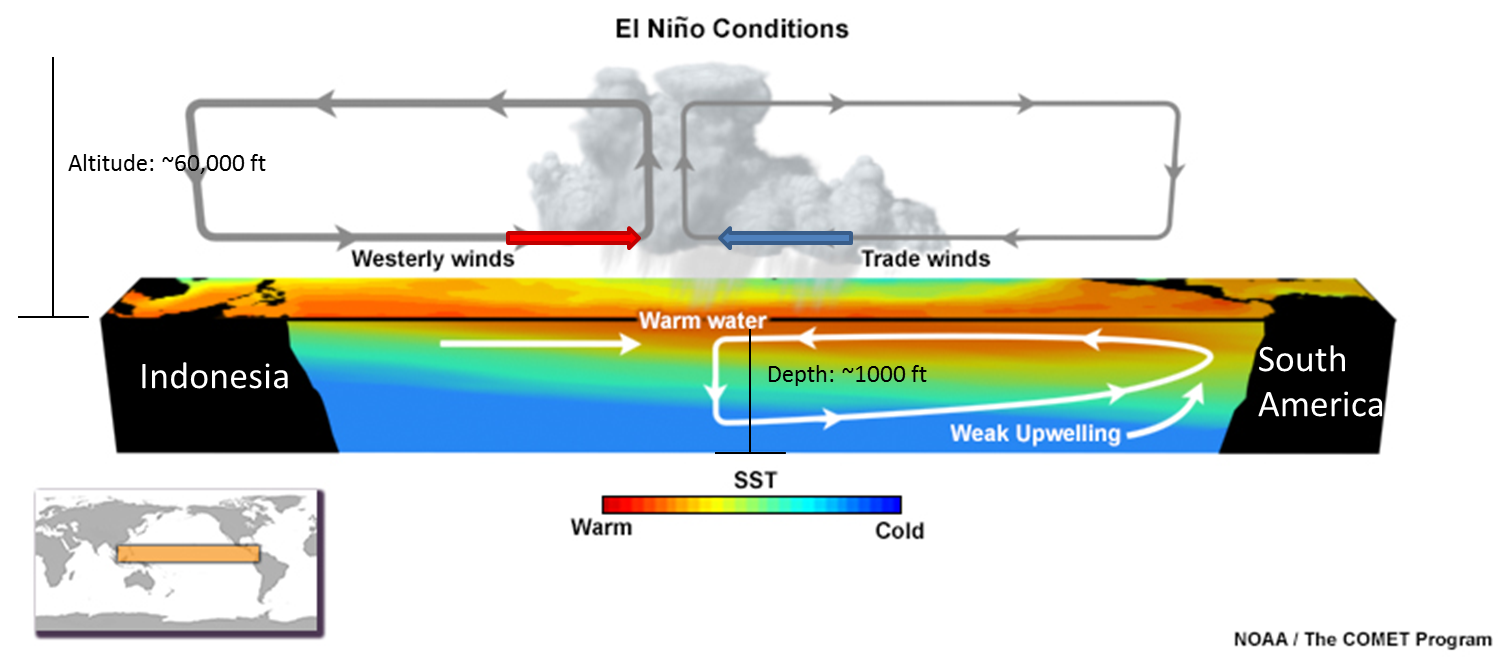 El Niño Conditions
Altitude: ~60,000 ft
Westerly winds
Trade winds
Warm water
Indonesia
Depth: ~1000 ft
South
America
Weak Upwelling
SST
Warm
Cold
NOAA / The COMET Program